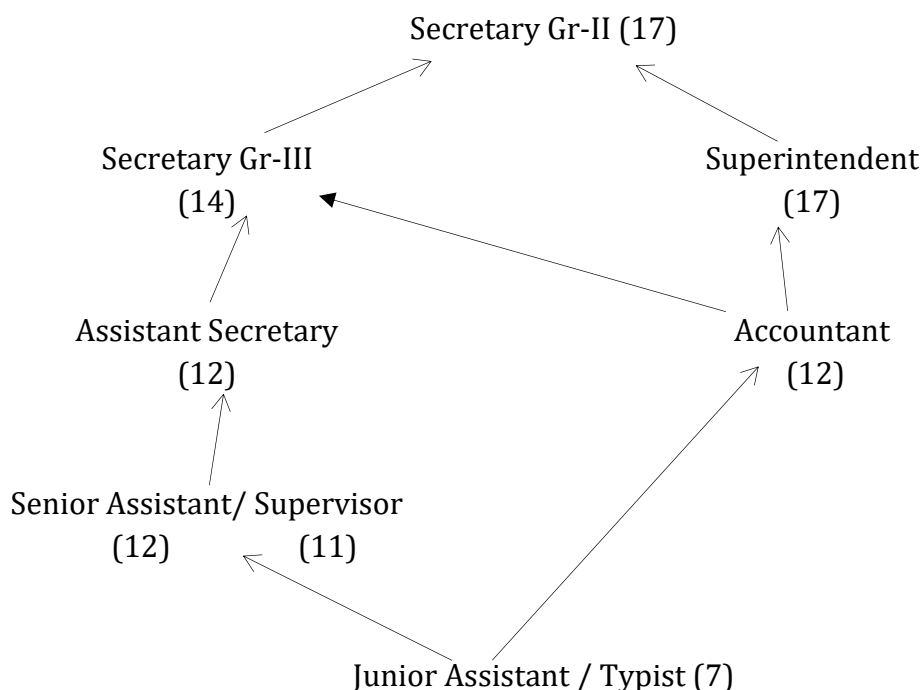 Secretary Gr-II (17)
Secretary Gr-III
(14)
Superintendent
(17)
Assistant Secretary
(12)
Accountant
(12)
Senior Assistant/ Supervisor
(12) (11)
Junior Assistant / Typist (7)